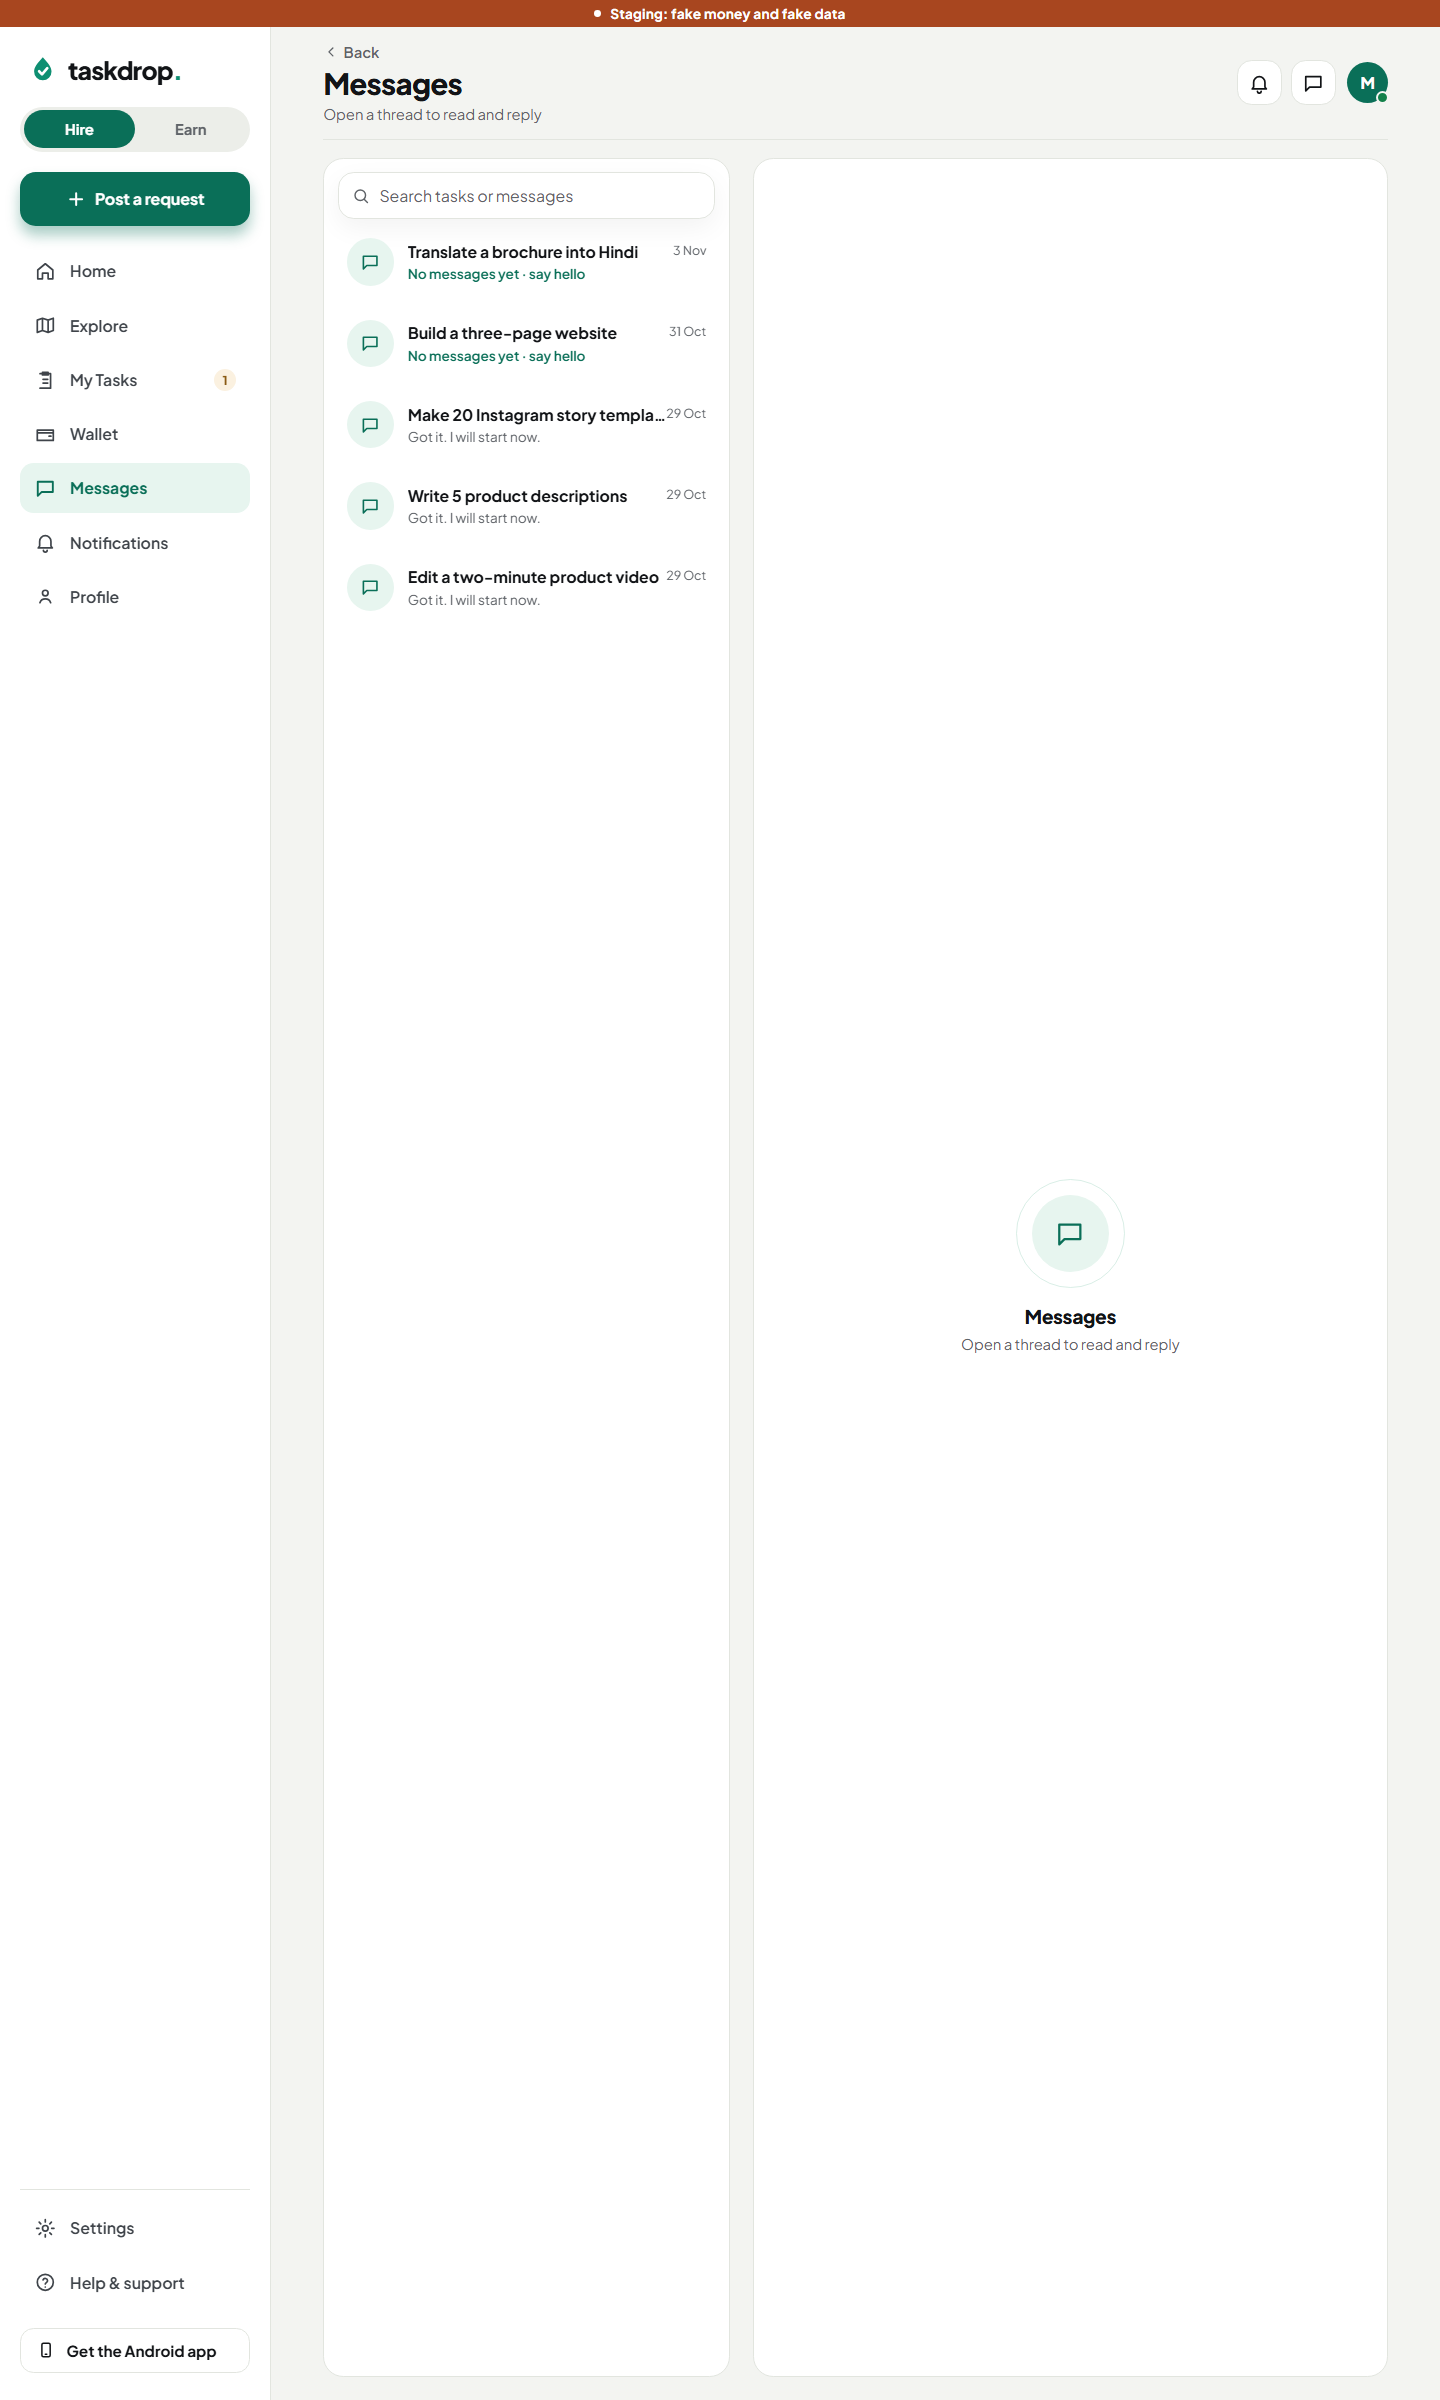 Staging: fake money and fake data
taskdrop.
Hire
Earn
Post a request
Home
Explore
My Tasks
1
Wallet
Messages
Notifications
Profile
Settings
Help & support
Get the Android app
Back
Messages
Open a thread to read and reply
M
Search tasks or messages
Translate a brochure into Hindi
3 Nov
No messages yet · say hello
Build a three-page website
31 Oct
No messages yet · say hello
Make 20 Instagram story templa...
29 Oct
Got it. I will start now.
Write 5 product descriptions
29 Oct
Got it. I will start now.
Edit a two-minute product video
29 Oct
Got it. I will start now.
Messages
Open a thread to read and reply